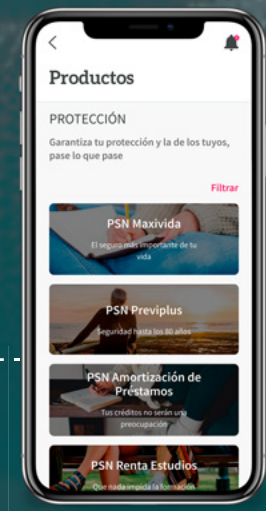 Productos
PROTECCIÓN
Garantiza tu protección y la de los tuyos,
pase lo que pase
Filtrar
PSN Maxivida
El seguro más importante de tu
vida
PSN Previplus
Seguridad hasta los 80 años
PSN Amortización de
Préstamos
Tus créditos no serán una
preocupación
PSN Renta Estudios
Que nada impida la formación